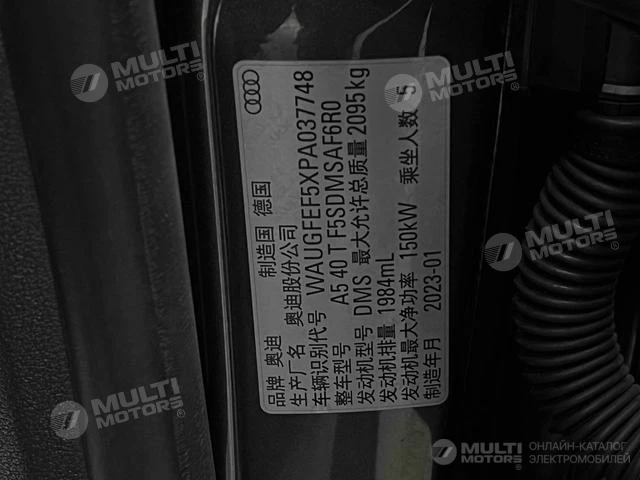 品牌 奥迪 制造国 德国
生产厂名 奥迪股份公司
车辆识别代号 WAUGFEF5XPA037748
整车型号 A5 40 T F5SDMSAF6R0
发动机型号 DMS 最大允许总质量 2095kg
发动机排量 1984mL
发动机最大净功率 150kW 乘坐人数 5
制造年月 2023-01
MULTI MOTORS
MULTI MOTORS
MULTI MOTORS
MULTI MOTORS
MULTI MOTORS
MULTI MOTORS
ОНЛАЙН-КАТАЛОГ
ЭЛЕКТРОМОБИЛЕЙ